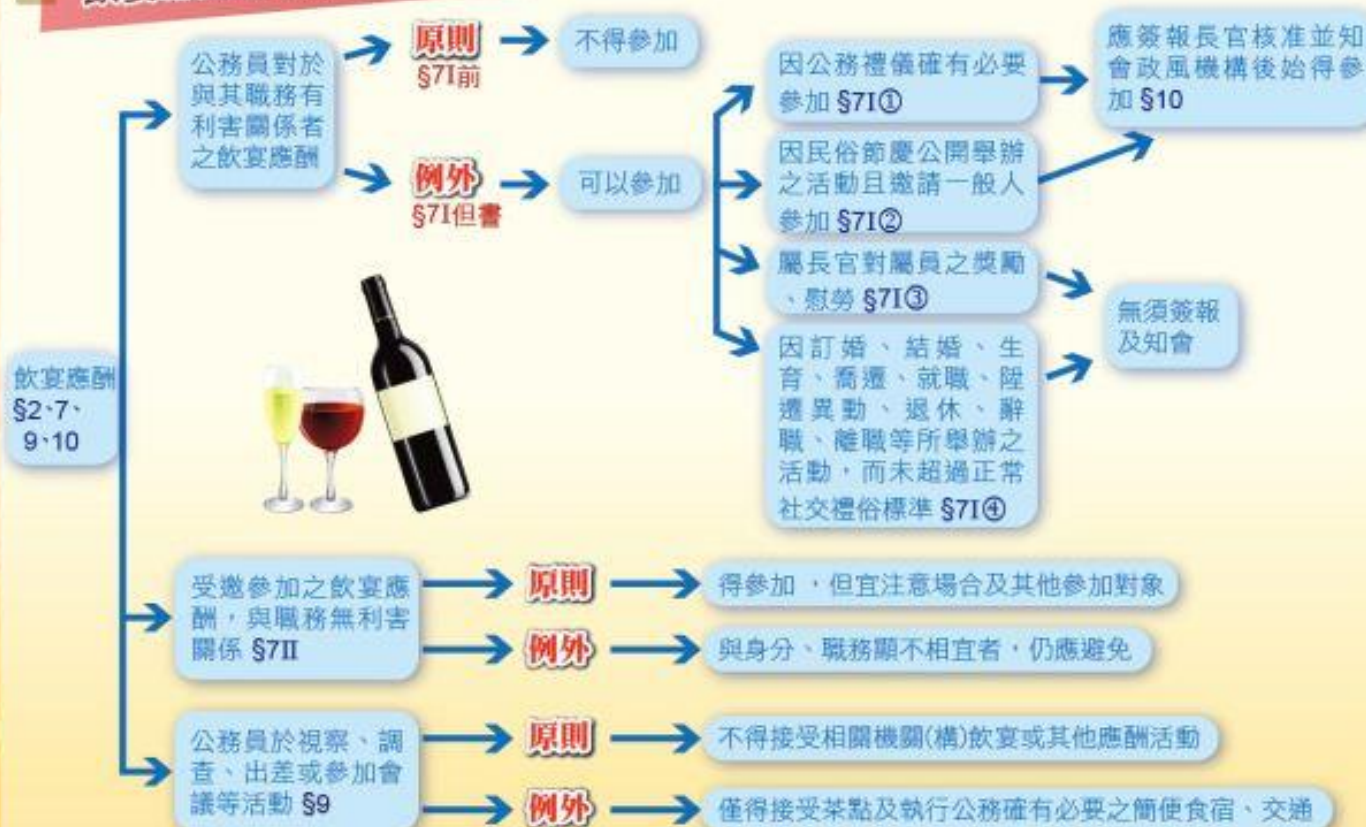 公務員對於
與其職務有
利害關係者
之飲宴應酬
原則
§7I前
不得參加
例外
§7I但書
可以參加
因公務禮儀確有必要
參加 §7I①
因民俗節慶公開舉辦
之活動且邀請一般人
參加 §7I②
屬長官對屬員之獎勵
、慰勞 §7I③
因訂婚、結婚、生
育、喬遷、就職、陞
遷異動、退休、辭
職、離職等所舉辦之
活動,而未超過正常
社交禮俗標準 §7I④
應簽報長官核准並知
會政風機構後始得參
加 §10
無須簽報
及知會
飲宴應酬
§2、7、
9、10
受邀參加之飲宴應
酬,與職務無利害
關係 §7II
原則
得參加 ,但宜注意場合及其他參加對象
例外
與身分、職務顯不相宜者,仍應避免
公務員於視察、調
查、出差或參加會
議等活動 §9
原則
不得接受相關機關(構)飲宴或其他應酬活動
例外
僅得接受茶點及執行公務確有必要之簡便食宿、交通